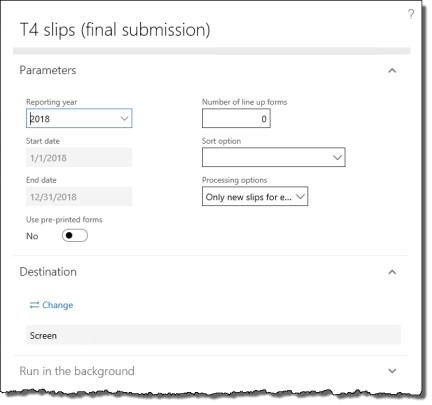 ?
T4 slips (final submission)
Parameters
Reporting year
2018
Number of line up forms
0
Start date
1/1/2018
Sort option
End date
12/31/2018
Processing options
Only new slips for e...
Use pre-printed forms
No
Destination
Change
Screen
Run in the background